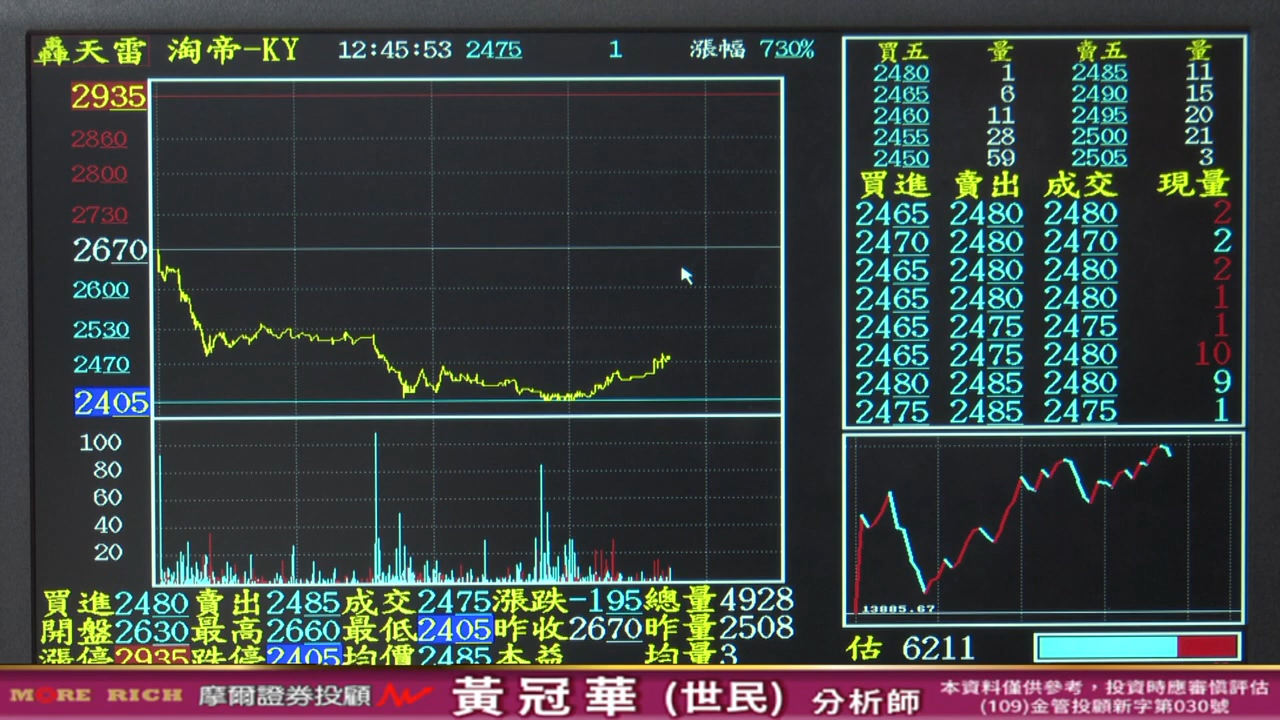 轟天雷 淘帝-KY 12:45:53 2475 1 漲幅 730%
2935
2860
2800
2730
2670
2600
2530
2470
2405
100
80
60
40
20
買五 量 賣五 量
2480 1 2485 11
2465 6 2490 15
2460 11 2495 20
2455 28 2500 21
2450 59 2505 3
買進 賣出 成交 現量
2465 2480 2480 2
2470 2480 2470 2
2465 2480 2480 2
2465 2480 2480 1
2465 2475 2475 1
2465 2475 2480 10
2480 2485 2480 9
2475 2485 2475 1
13885.67
估 6211
買進2480賣出2485成交2475漲跌-195總量4928
開盤2630最高2660最低2405昨收2670昨量2508
漲停2935跌停2405均價2485本益 均量3
MORE RICH 摩爾證券投顧 黃冠華 (世民) 分析師
本資料僅供參考，投資時應審慎評估
(109)金管投顧新字第030號